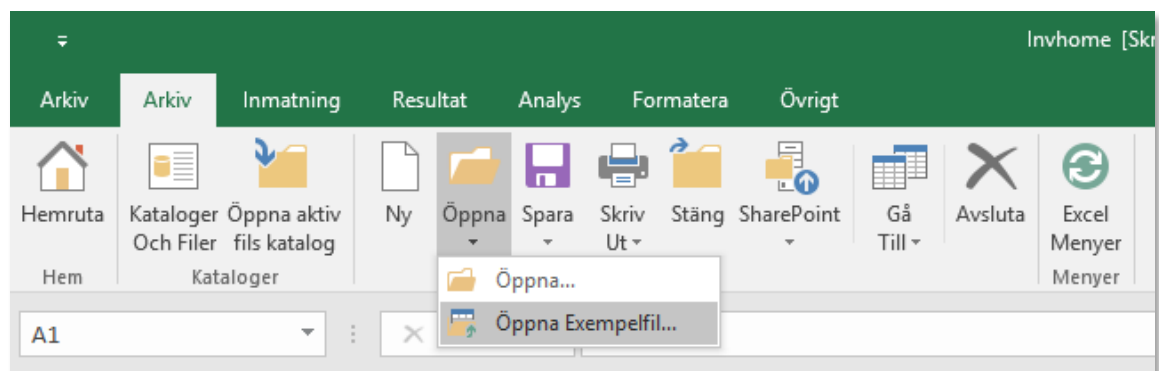 Invhome [Skr
Arkiv Arkiv Inmatning Resultat Analys Formatera Övrigt
Hemruta Kataloger Öppna aktiv Ny Öppna Spara Skriv Stäng SharePoint Gå Avsluta Excel
Och Filer fils katalog Ut Till Menyer
Hem Kataloger Menyer
Öppna...
Öppna Exempelfil...
A1